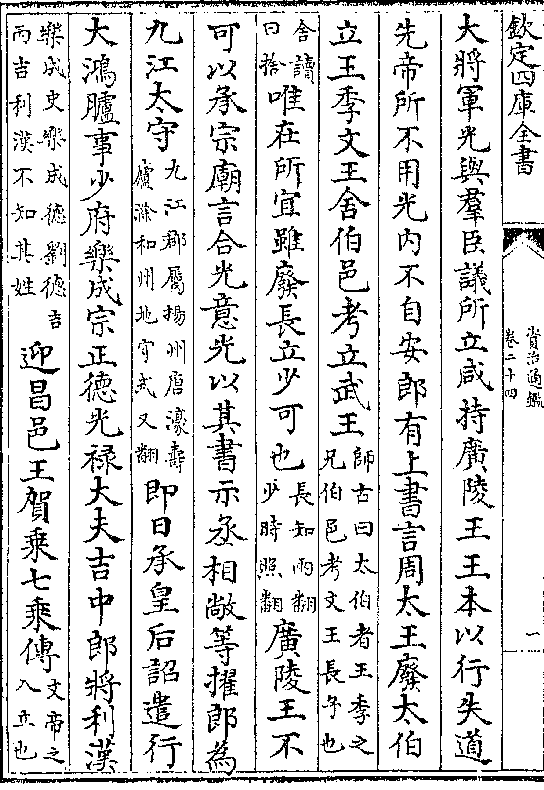 欽定四庫全書
資治通鑑
卷二十四
一
大將軍光與羣臣議所立咸持廣陵王王本以行失道
先帝所不用光内不自安郎有上書言周太王廢太伯
立王季文王舍伯邑考立武王師古曰太伯者王季之兄伯邑考文王長子也
舍讀曰捨唯在所宜雖廢長立少可也長知兩翻少時照翻廣陵王不
可以承宗廟言合光意光以其書示丞相敞等擢郎為
九江太守九江郡屬揚州唐濠壽廬滁和州地守式又翻即日承皇后詔遣行
大鴻臚事少府樂成宗正德光禄大夫吉中郎將利漢
樂成史樂成德劉德吉丙吉利漢不知其姓迎昌邑王賀乘七乘傳文帝之入立也